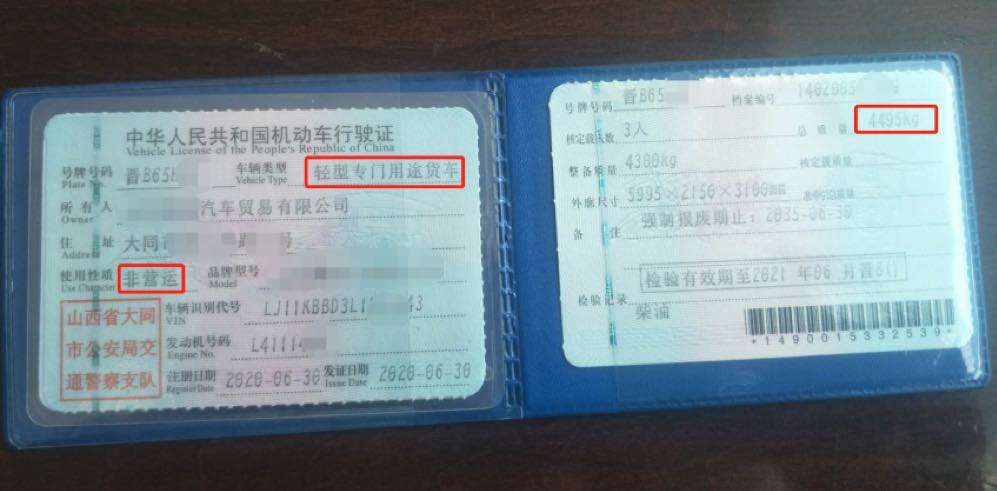 中华人民共和国机动车行驶证
Vehicle License of the People's Republic of China
号牌号码 Plate No. 晋B65 车辆类型 Vehicle Type 轻型专门用途货车
所有人 Owner 汽车贸易有限公司
住址 Address 大同 号
使用性质 Use Character 非营运 品牌型号 Model
车辆识别代号 VIN LJ11KBBD3L1 43
发动机号码 Engine No. L4111
注册日期 Register Date 2020-06-30 发证日期 Issue Date 2020-06-30
山西省大同
市公安局交
通警察支队
号牌号码 晋B65 档案编号
核定载人数 3人 总质量 4495kg
整备质量 4300kg 核定载质量
外廓尺寸 5995×2150×3100 准牵引总质量
备注 强制报废期止:2035-06-30
检验有效期至2021年06月晋B()
检验记录
柴油
*1490015332539*